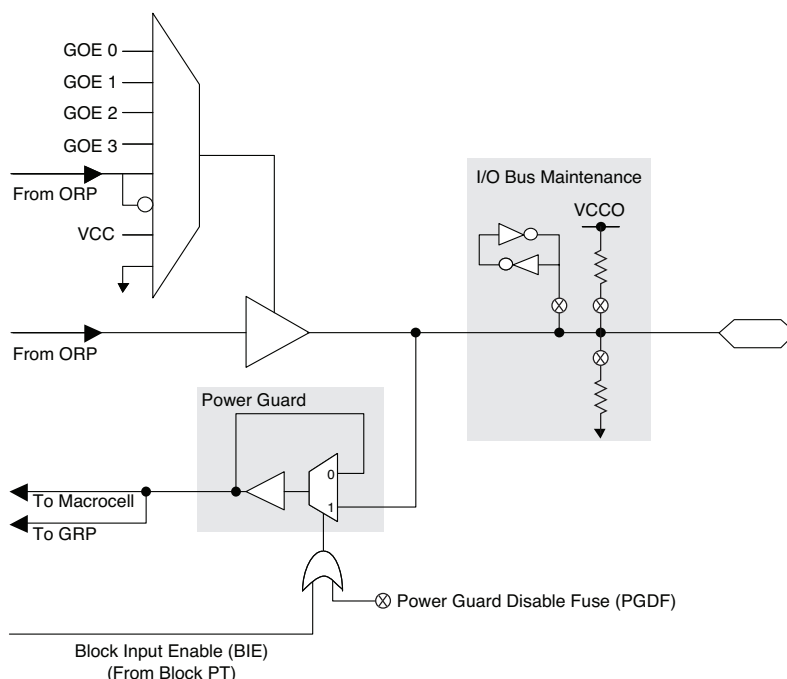 GOE 0
GOE 1
GOE 2
GOE 3
From ORP
VCC
From ORP
I/O Bus Maintenance
VCCO
Power Guard
0
1
To Macrocell
To GRP
Power Guard Disable Fuse (PGDF)
Block Input Enable (BIE)
(From Block PT)